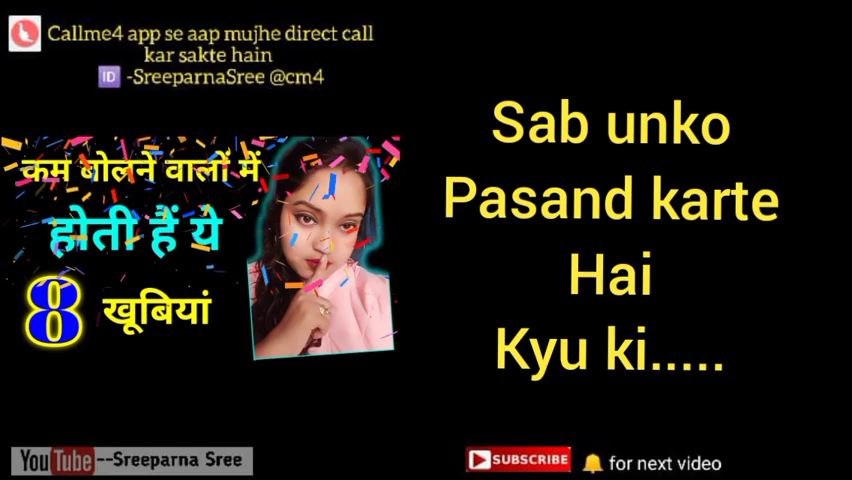 Callme4 app se aap mujhe direct call
kar sakte hain
🆔 -SreeparnaSree @cm4
कम बोलने वालों में
होती हैं ये
8 खूबियां
Sab unko
Pasand karte
Hai
Kyu ki.....
YouTube--Sreeparna Sree
SUBSCRIBE 🔔 for next video